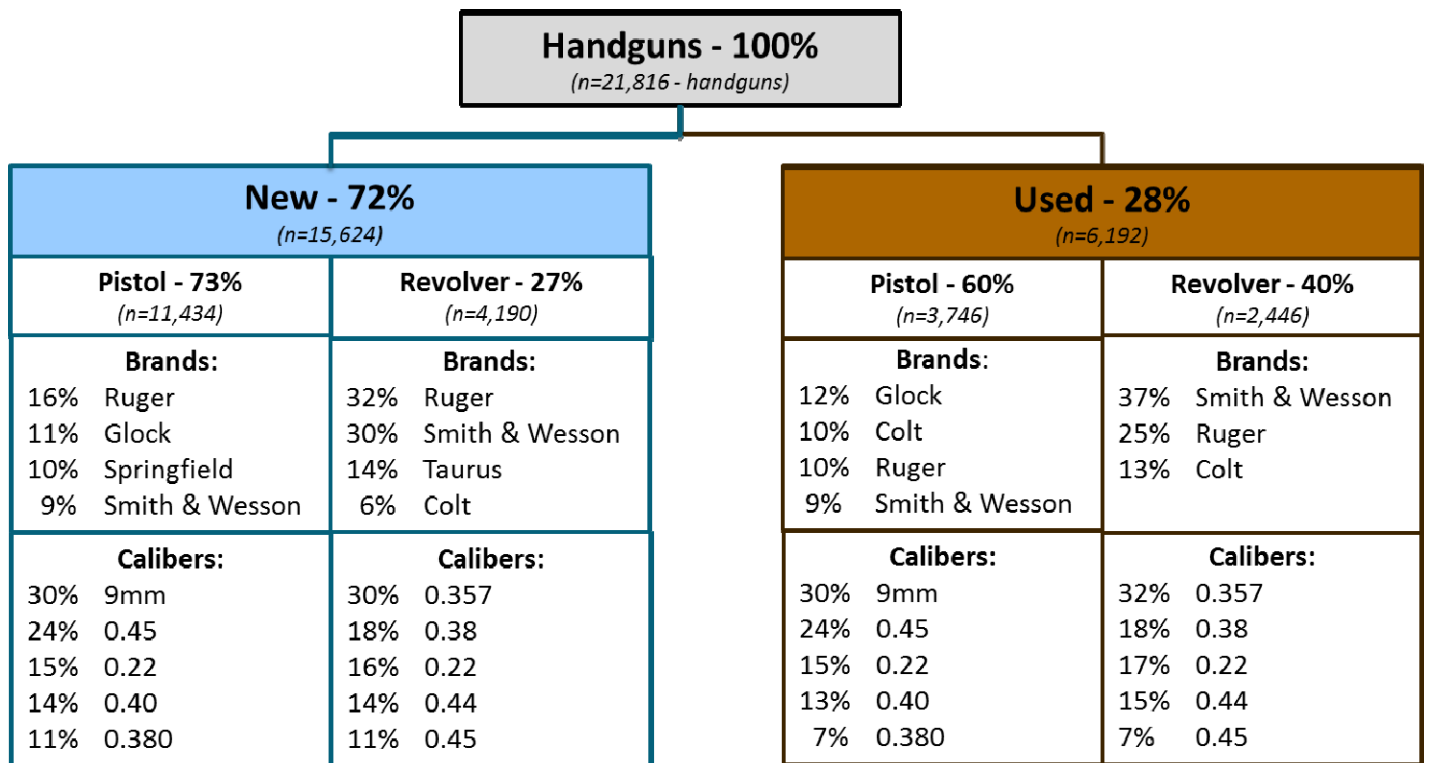 Handguns - 100%
(n=21,816 - handguns)
New - 72%
(n=15,624)
Pistol - 73%
(n=11,434)
Brands:
16% Ruger
11% Glock
10% Springfield
9% Smith & Wesson
Calibers:
30% 9mm
24% 0.45
15% 0.22
14% 0.40
11% 0.380
Revolver - 27%
(n=4,190)
Brands:
32% Ruger
30% Smith & Wesson
14% Taurus
6% Colt
Calibers:
30% 0.357
18% 0.38
16% 0.22
14% 0.44
11% 0.45
Used - 28%
(n=6,192)
Pistol - 60%
(n=3,746)
Brands:
12% Glock
10% Colt
10% Ruger
9% Smith & Wesson
Calibers:
30% 9mm
24% 0.45
15% 0.22
13% 0.40
7% 0.380
Revolver - 40%
(n=2,446)
Brands:
37% Smith & Wesson
25% Ruger
13% Colt
Calibers:
32% 0.357
18% 0.38
17% 0.22
15% 0.44
7% 0.45